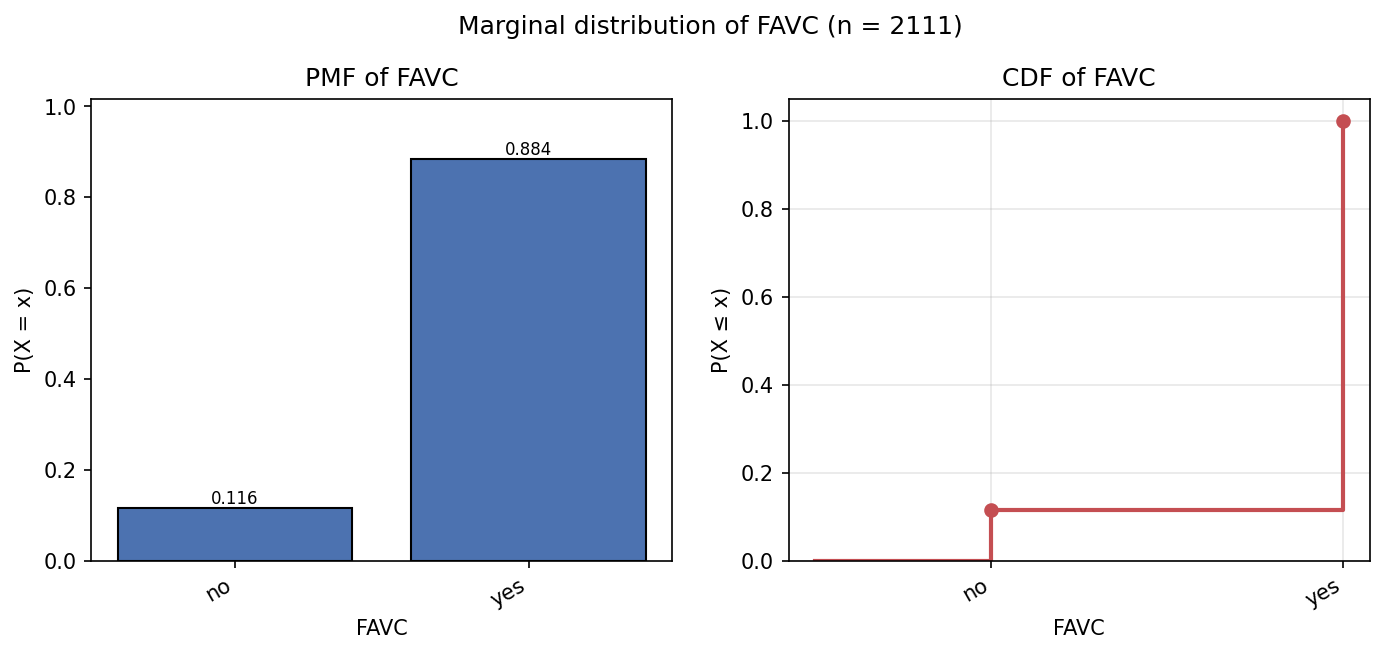 Marginal distribution of FAVC (n = 2111)
PMF of FAVC
P(X = x)
1.0
0.8
0.6
0.4
0.2
0.0
0.116
0.884
no
yes
FAVC
CDF of FAVC
P(X ≤ x)
1.0
0.8
0.6
0.4
0.2
0.0
no
yes
FAVC